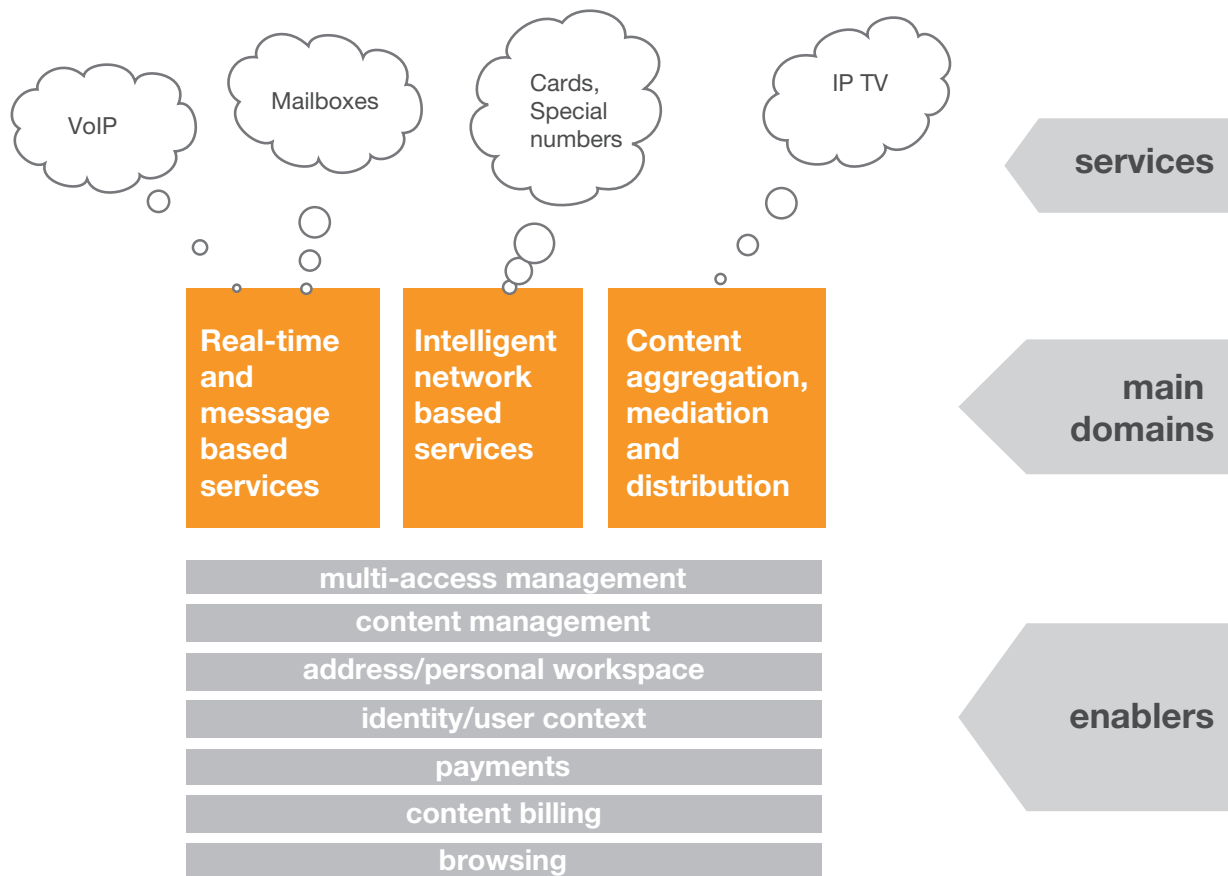 VoIP
Mailboxes
Cards,
Special
numbers
IP TV
services
Real-time
and
message
based
services
Intelligent
network
based
services
Content
aggregation,
mediation
and
distribution
main
domains
multi-access management
content management
address/personal workspace
identity/user context
payments
content billing
browsing
enablers